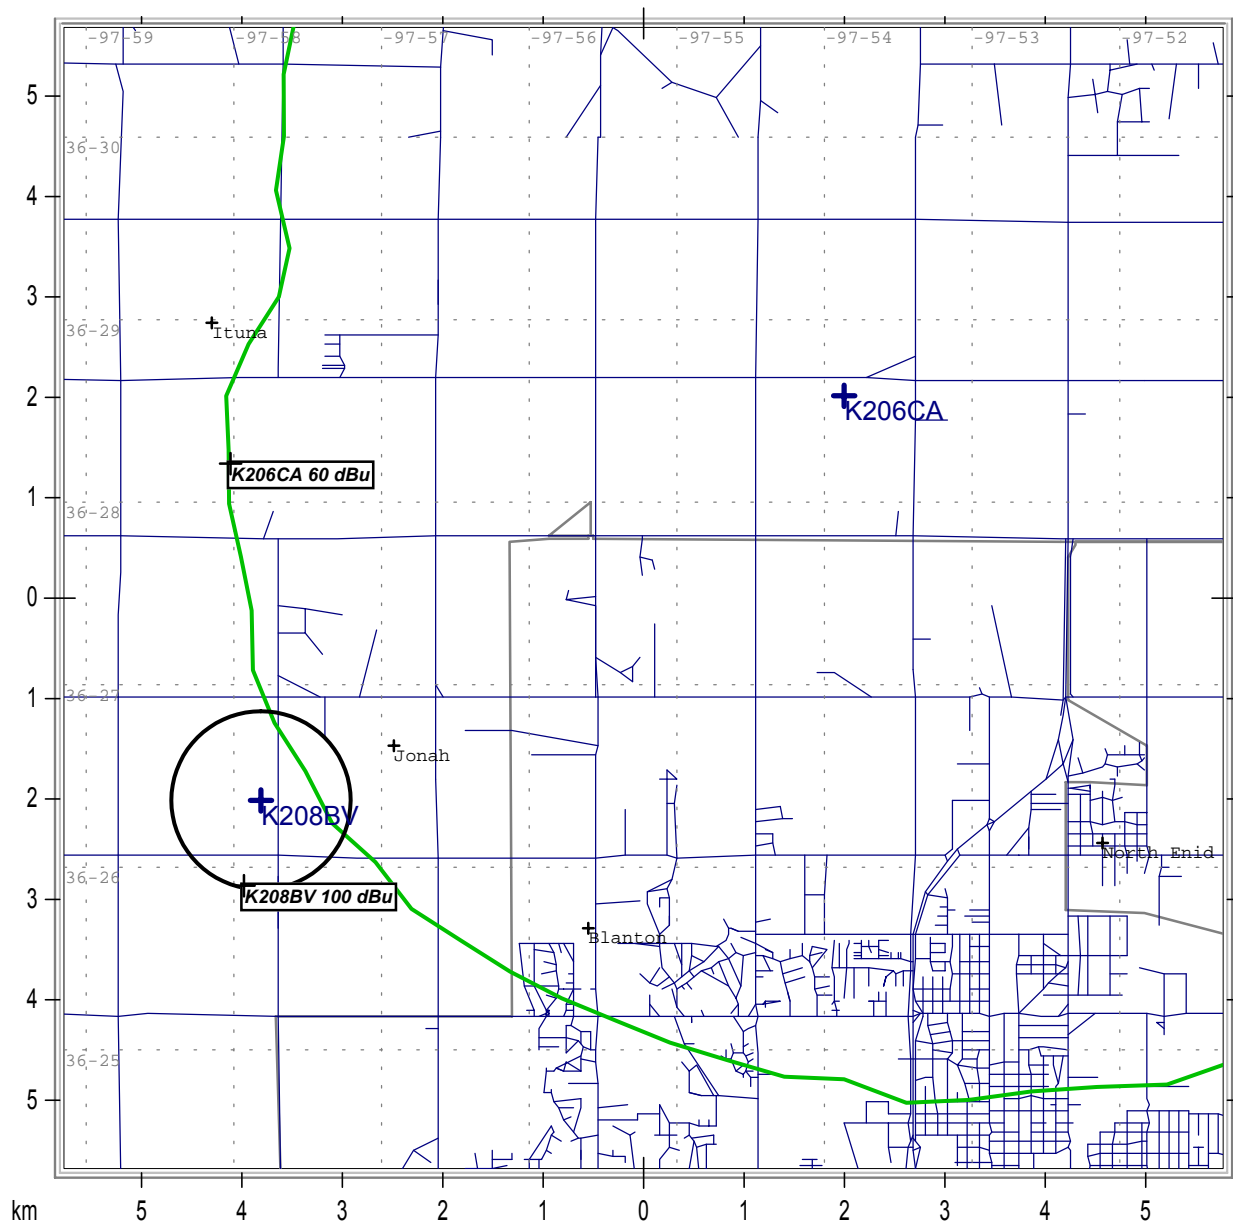 -97-59 -97-58 -97-57 -97-56 -97-55 -97-54 -97-53 -97-52
5
36-30
4
3
36-29
Ituna
2
K206CA
K206CA 60 dBu
1
36-28
0
36-27
1
Jonah
2
K208BV
North Enid
36-26
K208BV 100 dBu
3
Blanton
4
36-25
5
km 5 4 3 2 1 0 1 2 3 4 5